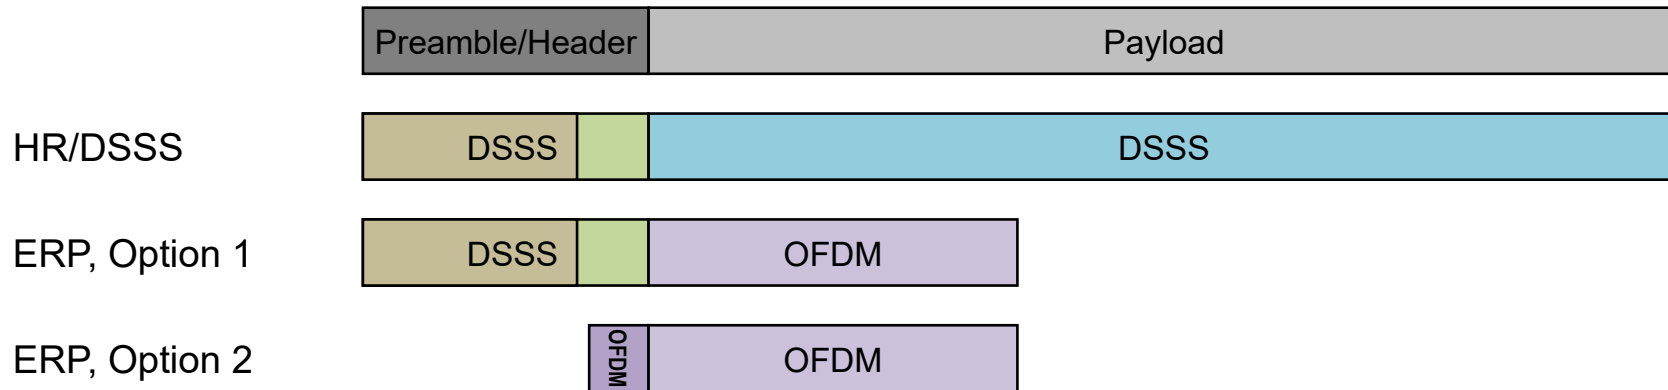 Preamble/Header Payload
HR/DSSS DSSS DSSS
ERP, Option 1 DSSS OFDM
ERP, Option 2 OFDM OFDM